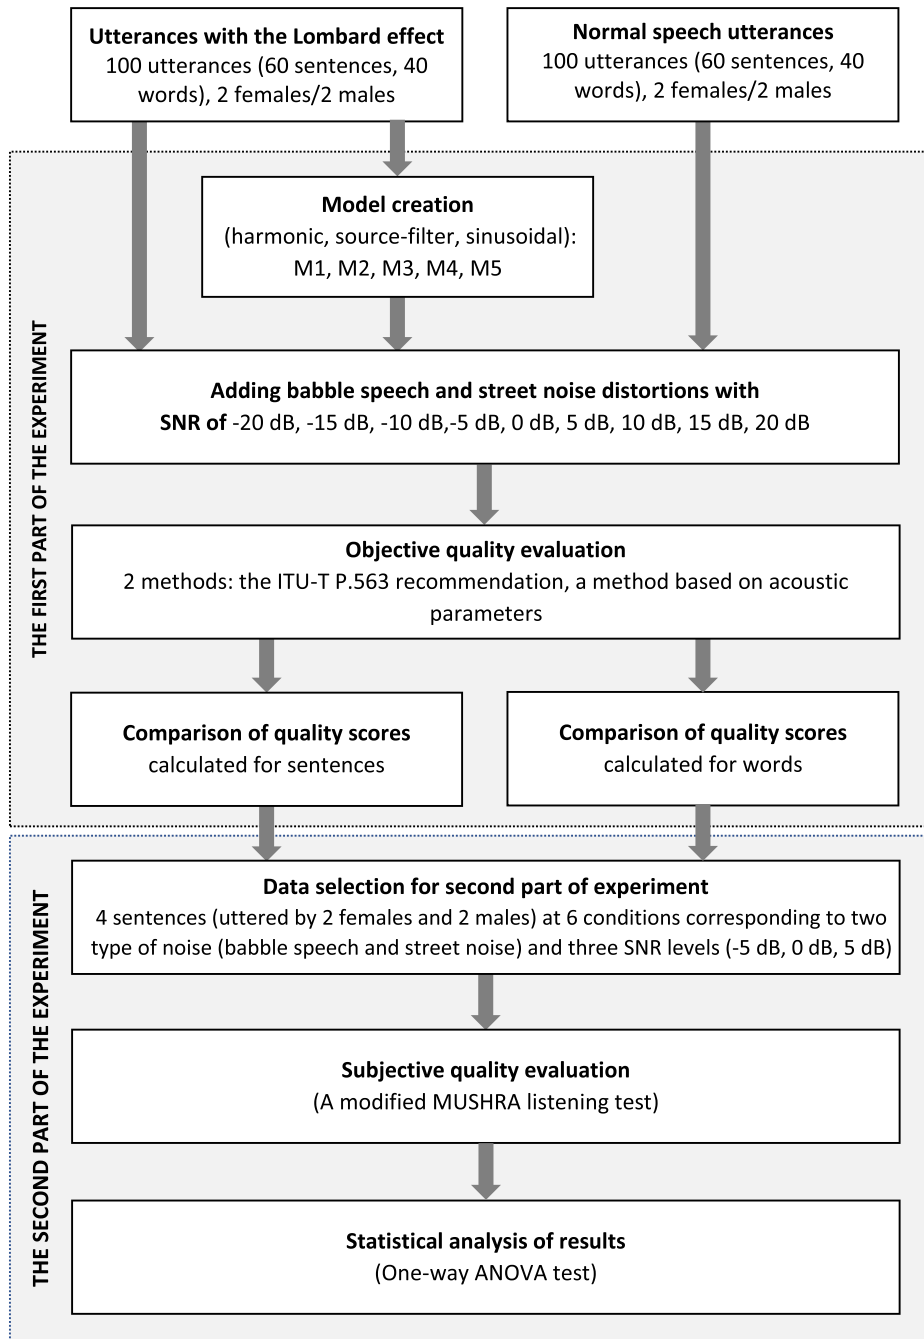 Utterances with the Lombard effect
100 utterances (60 sentences, 40
words), 2 females/2 males
Normal speech utterances
100 utterances (60 sentences, 40
words), 2 females/2 males
THE FIRST PART OF THE EXPERIMENT
Model creation
(harmonic, source-filter, sinusoidal):
M1, M2, M3, M4, M5
Adding babble speech and street noise distortions with
SNR of -20 dB, -15 dB, -10 dB,-5 dB, 0 dB, 5 dB, 10 dB, 15 dB, 20 dB
Objective quality evaluation
2 methods: the ITU-T P.563 recommendation, a method based on acoustic
parameters
Comparison of quality scores
calculated for sentences
Comparison of quality scores
calculated for words
THE SECOND PART OF THE EXPERIMENT
Data selection for second part of experiment
4 sentences (uttered by 2 females and 2 males) at 6 conditions corresponding to two
type of noise (babble speech and street noise) and three SNR levels (-5 dB, 0 dB, 5 dB)
Subjective quality evaluation
(A modified MUSHRA listening test)
Statistical analysis of results
(One-way ANOVA test)